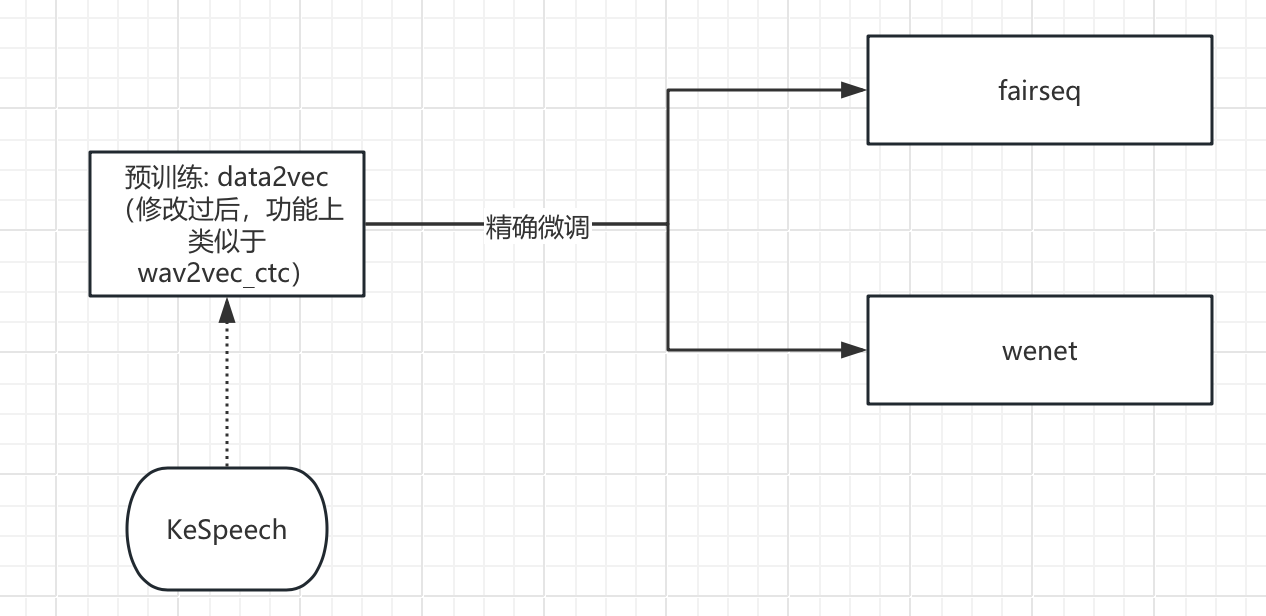 预训练: data2vec
（修改过后，功能上
类似于
wav2vec_ctc）
精确微调
fairseq
wenet
KeSpeech